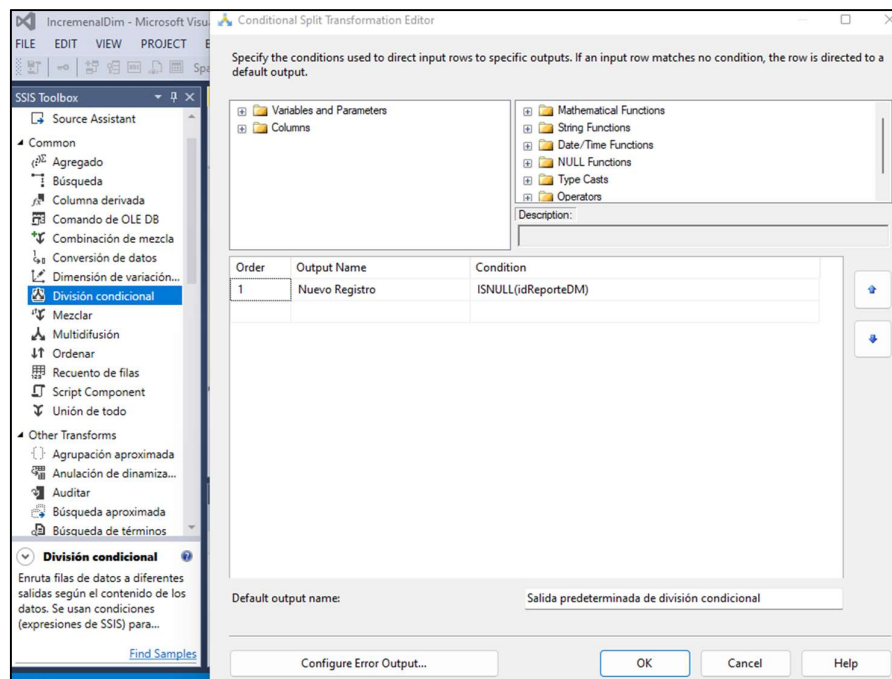 IncremenalDim - Microsoft Visu
Conditional Split Transformation Editor
FILE EDIT VIEW PROJECT
Specify the conditions used to direct input rows to specific outputs. If an input row matches no condition, the row is directed to a
default output.
SSIS Toolbox
Source Assistant
Common
Agregado
Búsqueda
Columna derivada
Comando de OLE DB
Combinación de mezcla
Conversión de datos
Dimensión de variación...
División condicional
Mezclar
Multidifusión
Ordenar
Recuento de filas
Script Component
Unión de todo
Other Transforms
Agrupación aproximada
Anulación de dinamiza...
Auditar
Búsqueda aproximada
Búsqueda de términos
División condicional
Enruta filas de datos a diferentes
salidas según el contenido de los
datos. Se usan condiciones
(expresiones de SSIS) para...
Find Samples
Variables and Parameters
Columns
Mathematical Functions
String Functions
Date/Time Functions
NULL Functions
Type Casts
Operators
Description:
Order Output Name Condition
1 Nuevo Registro ISNULL(idReporteDM)
Default output name: Salida predeterminada de división condicional
Configure Error Output... OK Cancel Help